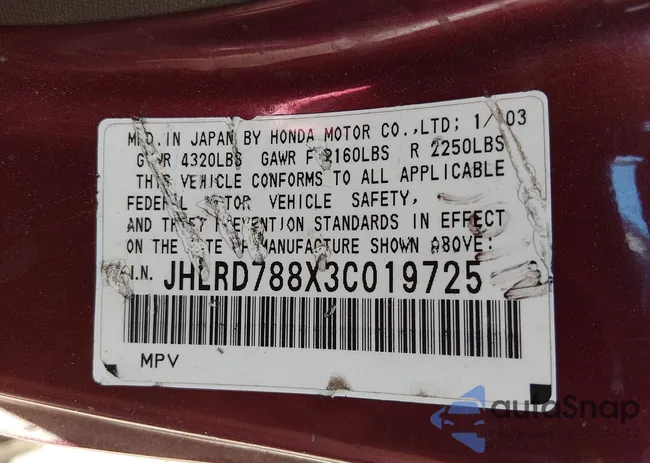 MFD.IN JAPAN BY HONDA MOTOR CO.,LTD; 1/03
GVWR 4320LBS GAWR F 2160LBS R 2250LBS
THIS VEHICLE CONFORMS TO ALL APPLICABLE
FEDERAL MOTOR VEHICLE SAFETY,
AND THEFT PREVENTION STANDARDS IN EFFECT
ON THE DATE OF MANUFACTURE SHOWN ABOVE:
V.I.N. JHLRD788X3C019725
MPV
autoSnap